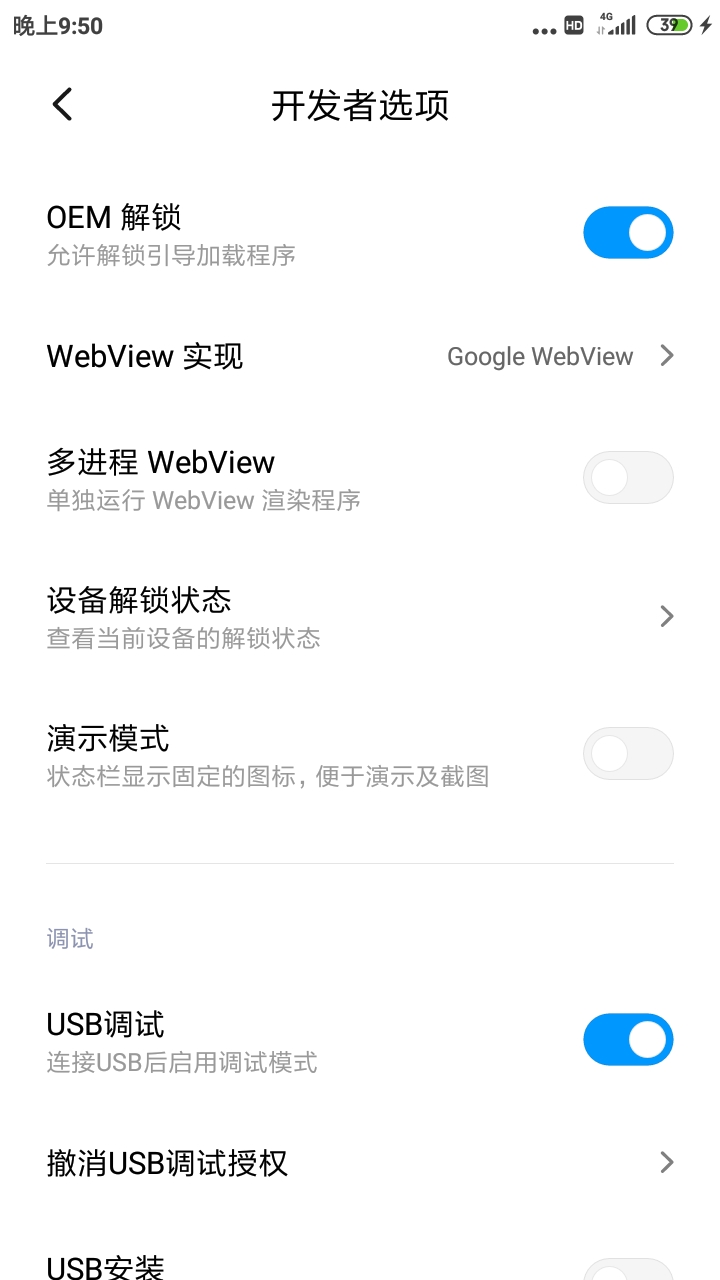 晚上9:50
HD
4G
39
开发者选项
OEM 解锁
允许解锁引导加载程序
WebView 实现
Google WebView
多进程 WebView
单独运行 WebView 渲染程序
设备解锁状态
查看当前设备的解锁状态
演示模式
状态栏显示固定的图标，便于演示及截图
调试
USB调试
连接USB后启用调试模式
撤消USB调试授权
USB安装